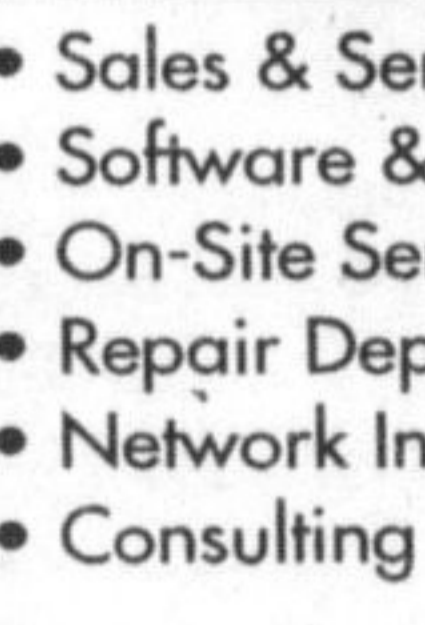 • Sales & Ser
• Software &
• On-Site Ser
• Repair Dep
• Network In
• Consulting